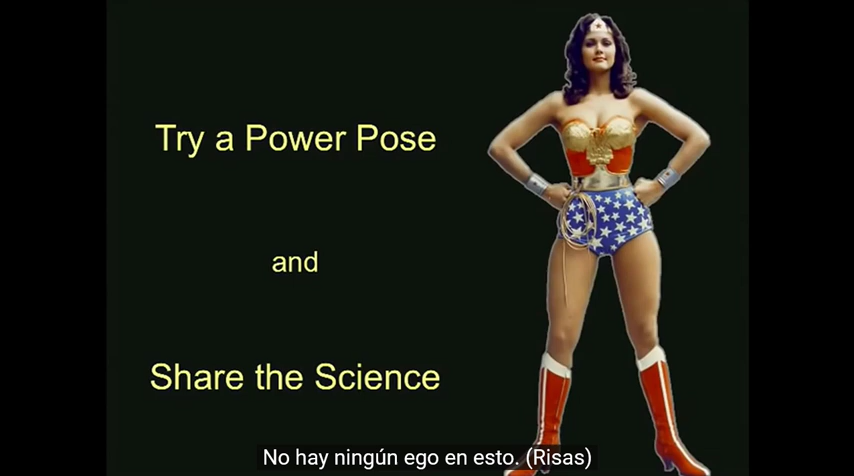 Try a Power Pose
and
Share the Science
No hay ningún ego en esto. (Risas)